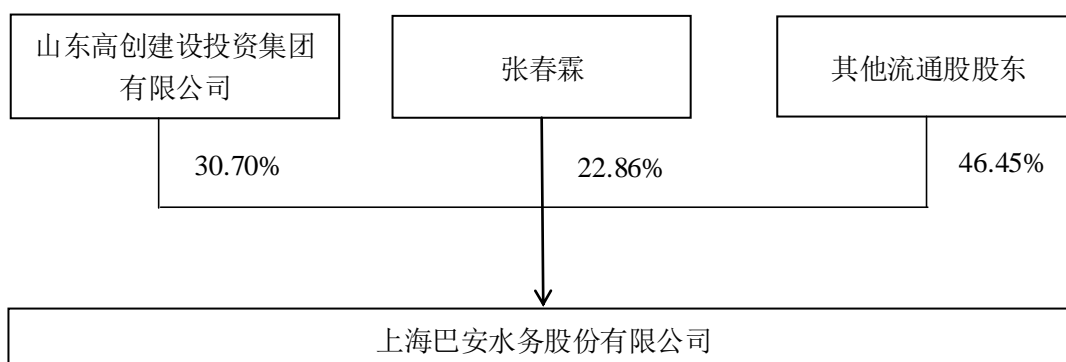 山东高创建设投资集团
有限公司
张春霖
其他流通股股东
30.70%
22.86%
46.45%
上海巴安水务股份有限公司